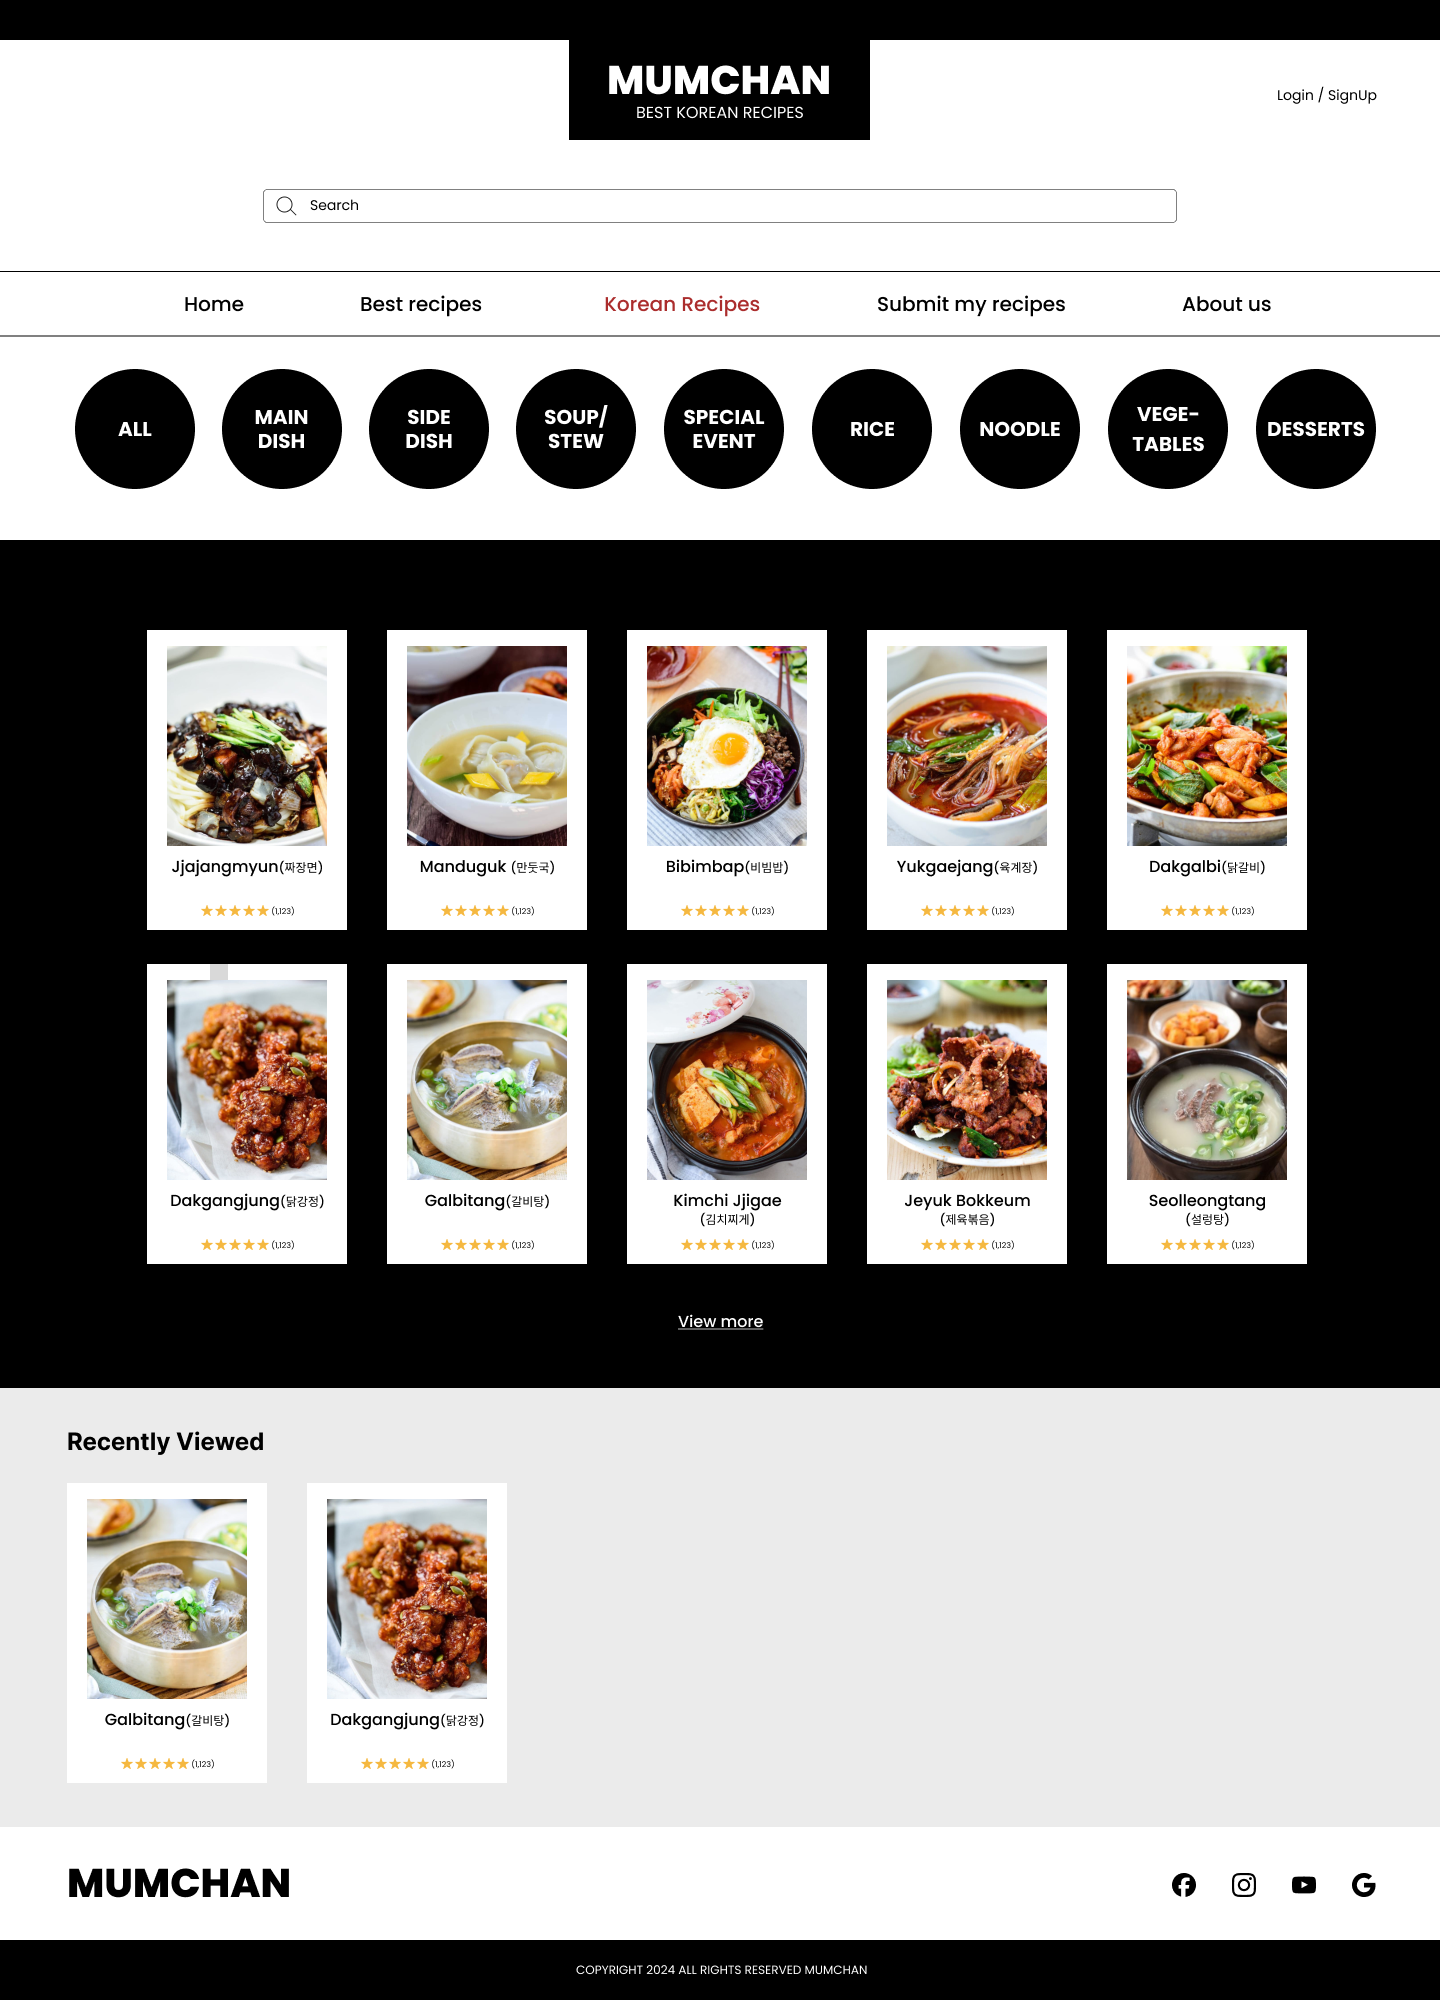 MUMCHAN
BEST KOREAN RECIPES
Login / SignUp
Search
Home
Best recipes
Korean Recipes
Submit my recipes
About us
ALL
MAIN
DISH
SIDE
DISH
SOUP/
STEW
SPECIAL
EVENT
RICE
NOODLE
VEGE-
TABLES
DESSERTS
Jjajangmyun(짜장면)
(1,123)
Manduguk (만둣국)
(1,123)
Bibimbap(비빔밥)
(1,123)
Yukgaejang(육계장)
(1,123)
Dakgalbi(닭갈비)
(1,123)
Dakgangjung(닭강정)
(1,123)
Galbitang(갈비탕)
(1,123)
Kimchi Jjigae
(김치찌게)
(1,123)
Jeyuk Bokkeum
(제육볶음)
(1,123)
Seolleongtang
(설렁탕)
(1,123)
View more
Recently Viewed
Galbitang(갈비탕)
(1,123)
Dakgangjung(닭강정)
(1,123)
MUMCHAN
COPYRIGHT 2024 ALL RIGHTS RESERVED MUMCHAN